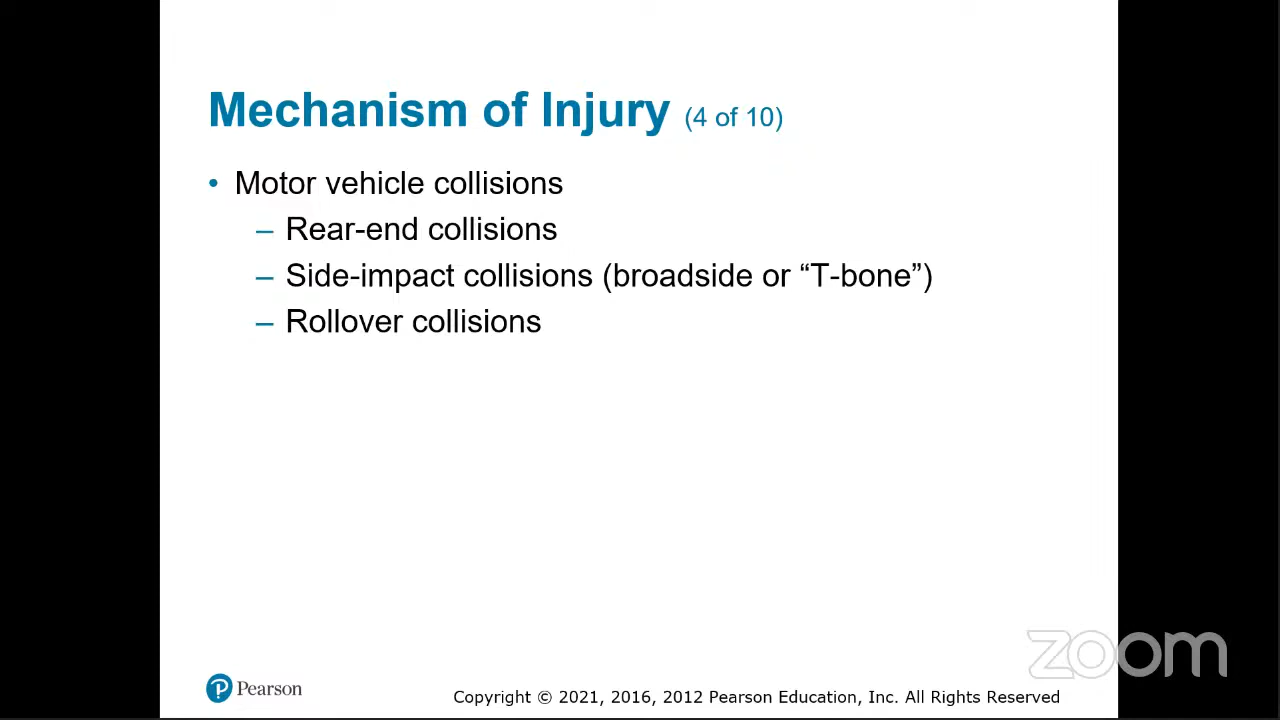 Mechanism of Injury (4 of 10)
• Motor vehicle collisions
– Rear-end collisions
– Side-impact collisions (broadside or “T-bone”)
– Rollover collisions
zoom
P Pearson
Copyright © 2021, 2016, 2012 Pearson Education, Inc. All Rights Reserved